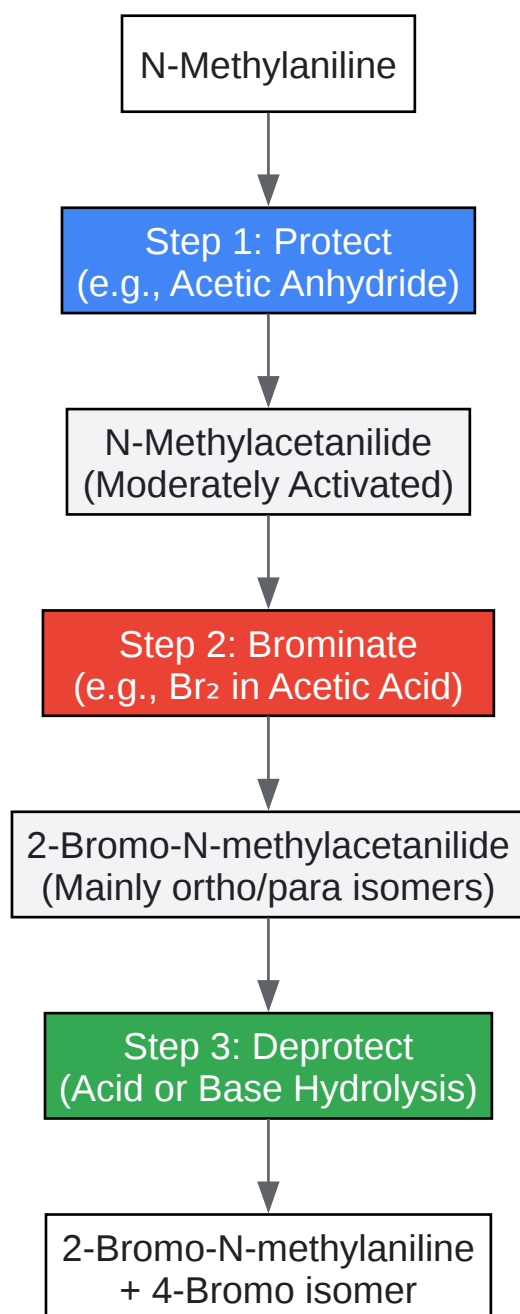 N-Methylaniline
Step 1: Protect
(e.g., Acetic Anhydride)
N-Methylacetanilide
(Moderately Activated)
Step 2: Brominate
(e.g., Br₂ in Acetic Acid)
2-Bromo-N-methylacetanilide
(Mainly ortho/para isomers)
Step 3: Deprotect
(Acid or Base Hydrolysis)
2-Bromo-N-methylaniline
+ 4-Bromo isomer